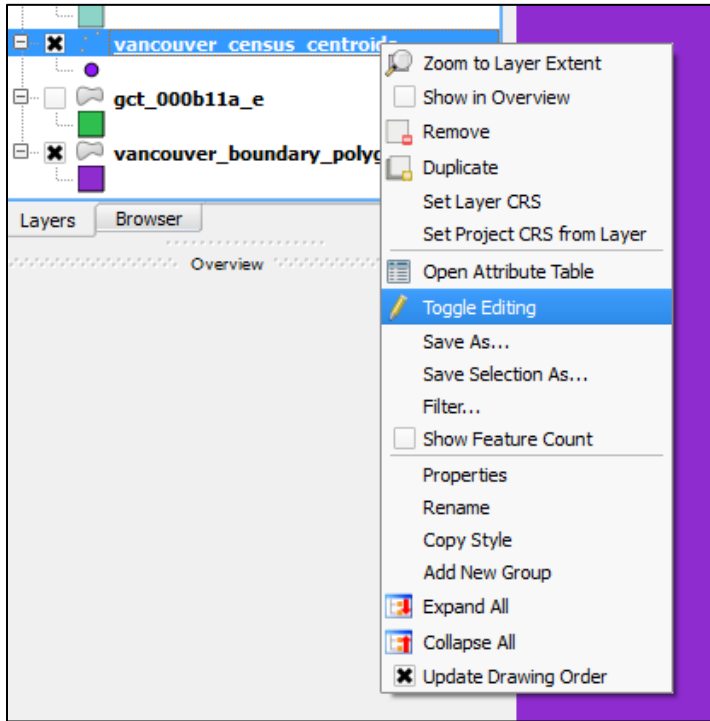 vancouver_census_centroids
gct_000b11a_e
vancouver_boundary_polyg
Layers
Browser
Overview
Zoom to Layer Extent
Show in Overview
Remove
Duplicate
Set Layer CRS
Set Project CRS from Layer
Open Attribute Table
Toggle Editing
Save As...
Save Selection As...
Filter...
Show Feature Count
Properties
Rename
Copy Style
Add New Group
Expand All
Collapse All
Update Drawing Order